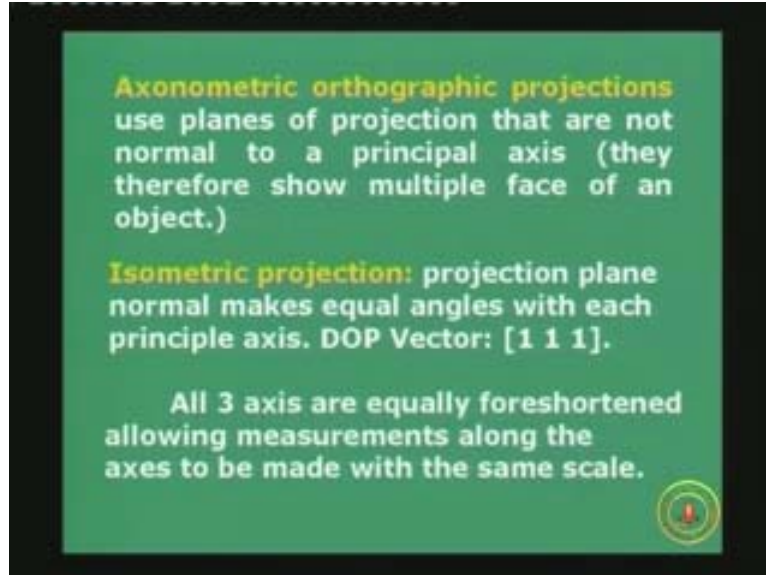 Axonometric orthographic projections
use planes of projection that are not
normal to a principal axis (they
therefore show multiple face of an
object.)
Isometric projection: projection plane
normal makes equal angles with each
principle axis. DOP Vector: [1 1 1].
All 3 axis are equally foreshortened
allowing measurements along the
axes to be made with the same scale.